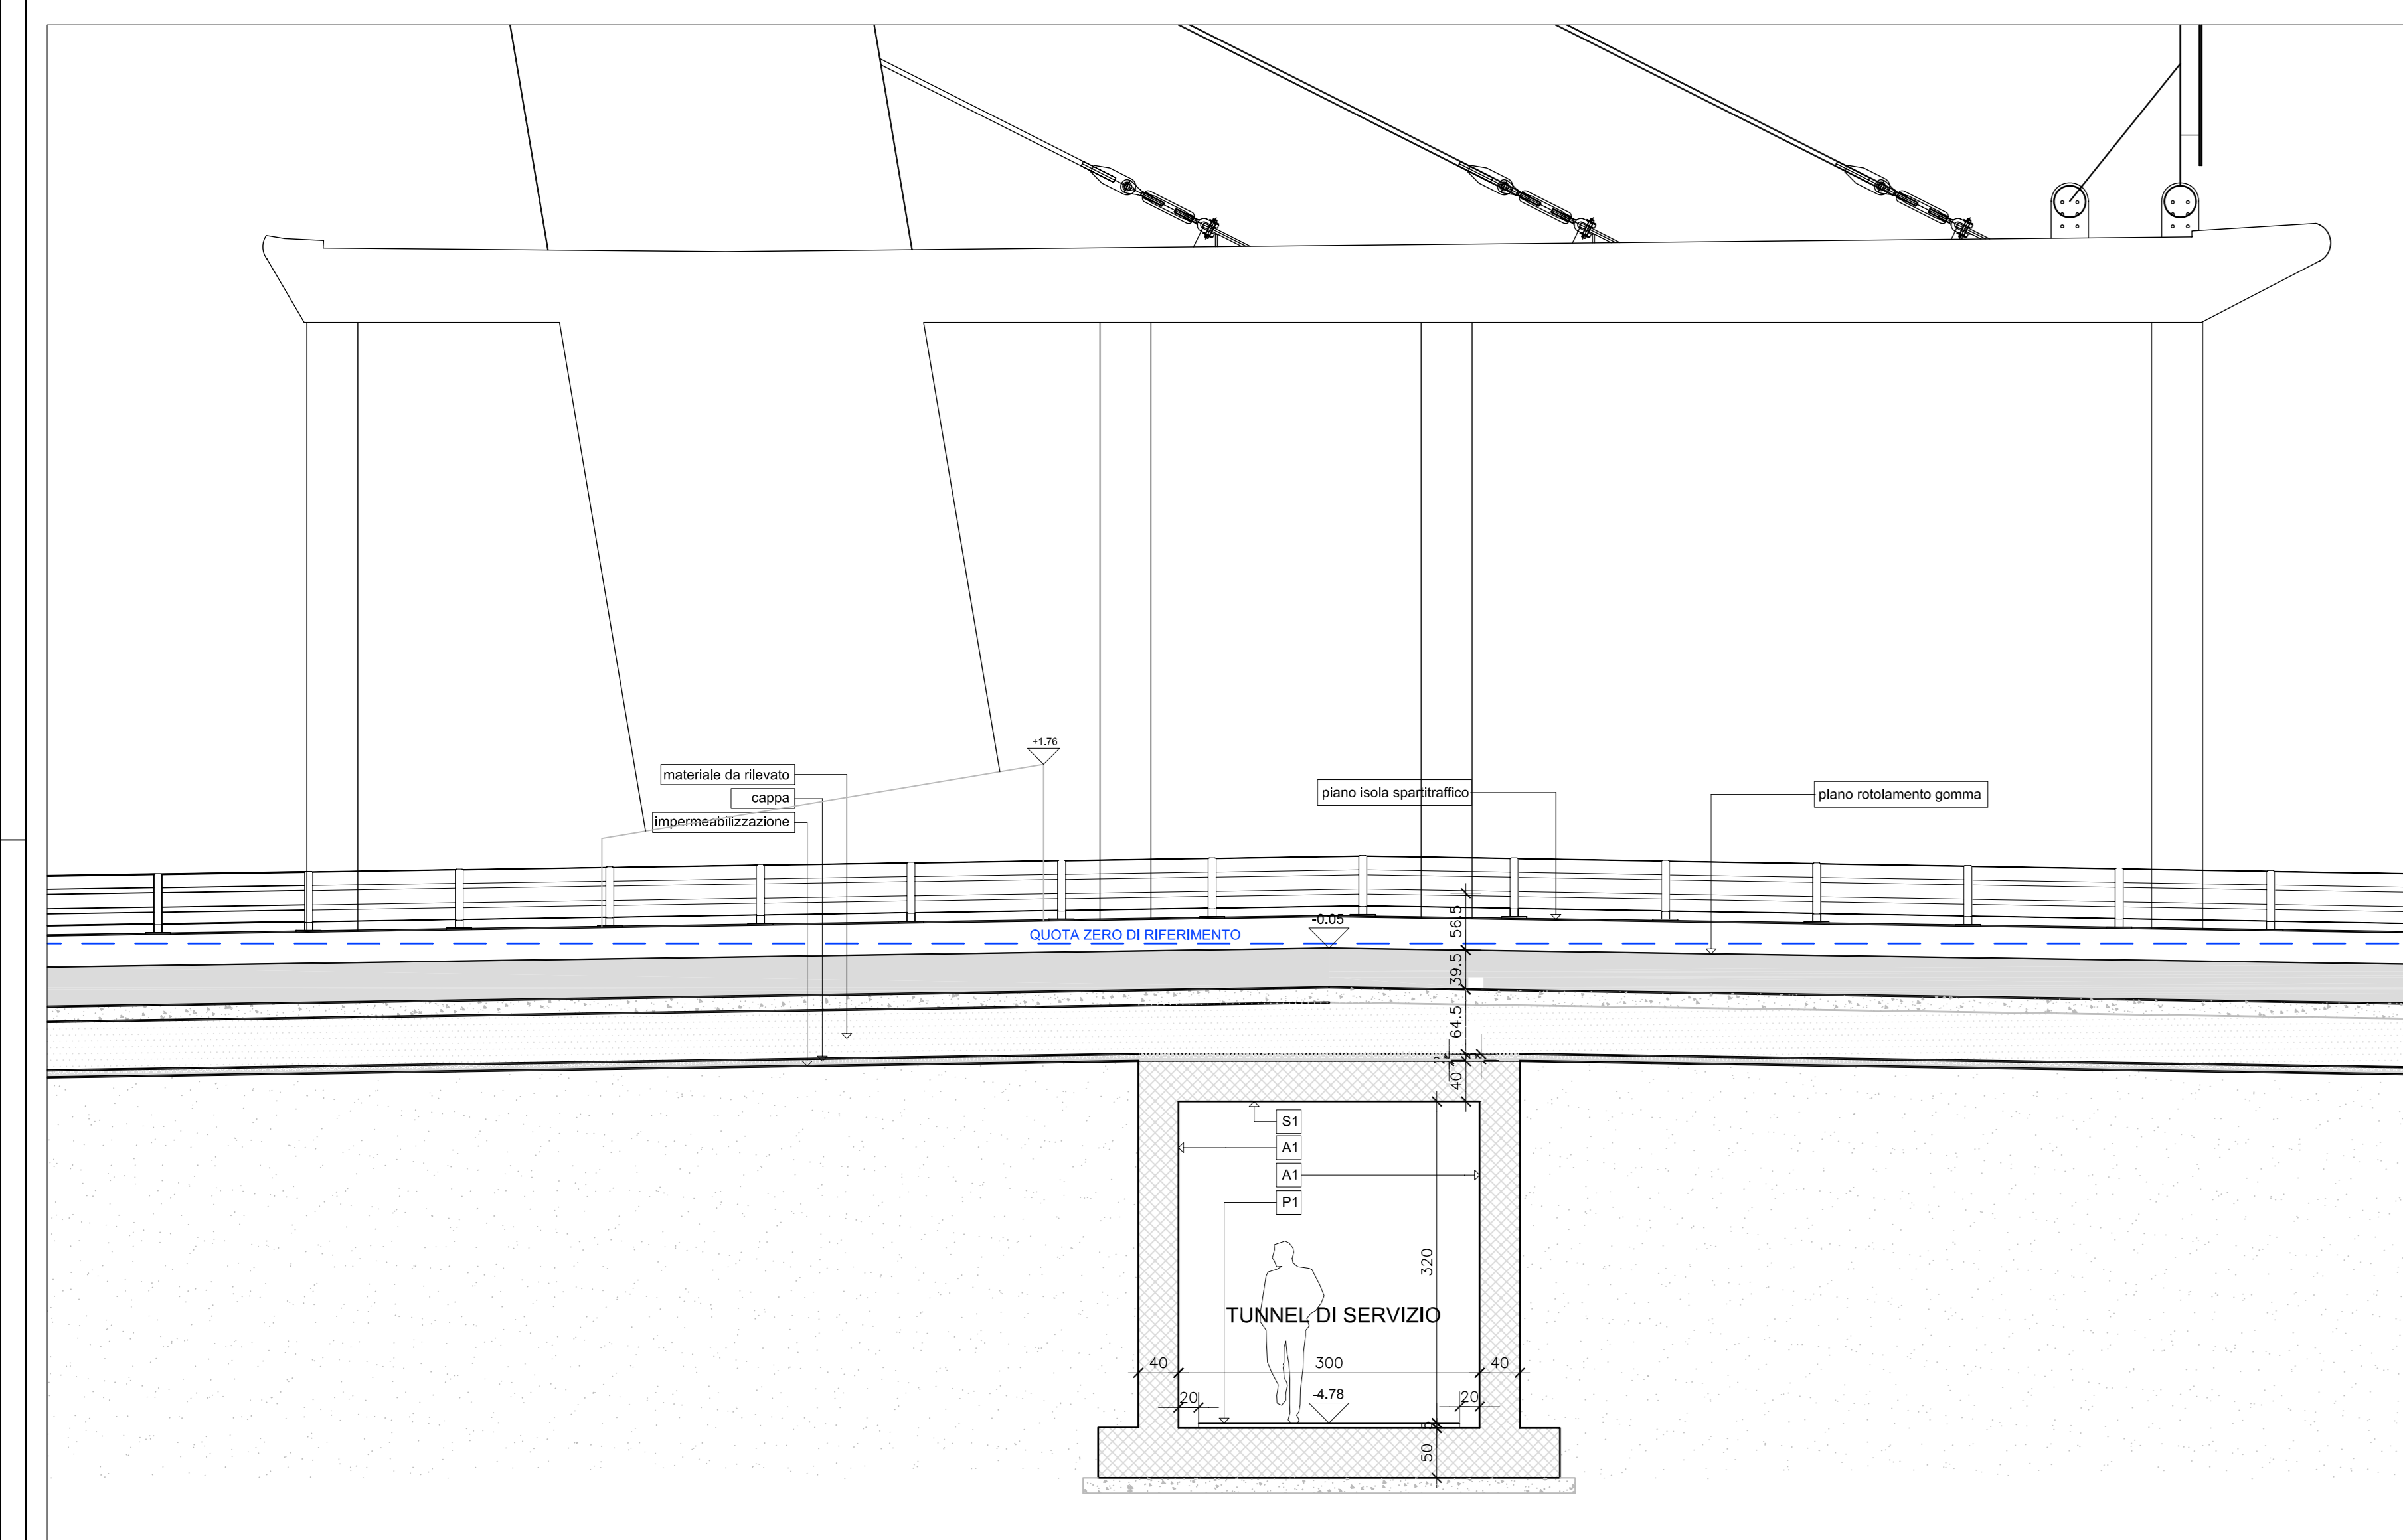 +1.76
materiale da rilevato
cappa
impermeabilizzazione
piano isola spartitraffico
piano rotolamento gomma
-0.05
QUOTA ZERO DI RIFERIMENTO
56.5
39.5
64.5
40
S1
A1
A1
P1
320
TUNNEL DI SERVIZIO
40
300
40
20
-4.78
20
5
50